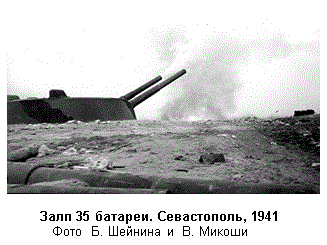 Залп 35 батареи. Севастополь, 1941
Фото Б. Шейнина и В. Микоши